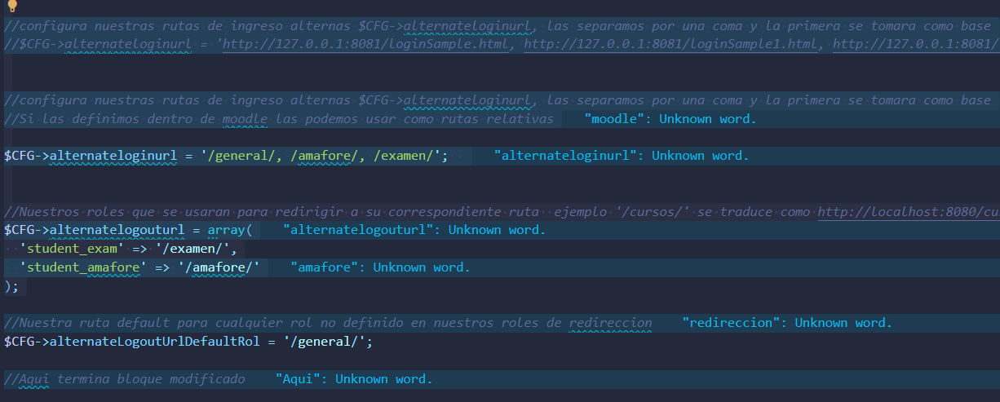 //configura nuestras rutas de ingreso alternas $CFG->alternateloginurl, las separamos por una coma y la primera se tomara como base
//$CFG->alternateloginurl = 'http://127.0.0.1:8081/loginSample.html, http://127.0.0.1:8081/loginSample1.html, http://127.0.0.1:8081/
//configura nuestras rutas de ingreso alternas $CFG->alternateloginurl, las separamos por una coma y la primera se tomara como base
//Si las definimos dentro de moodle las podemos usar como rutas relativas "moodle": Unknown word.
$CFG->alternateloginurl = '/general/, /amafore/, /examen/'; "alternateloginurl": Unknown word.
//Nuestros roles que se usaran para redirigir a su correspondiente ruta  ejemplo '/cursos/' se traduce como http://localhost:8080/cu
$CFG->alternatelogouturl = array( "alternatelogouturl": Unknown word.
'student_exam' => '/examen/',
'student_amafore' => '/amafore/' "amafore": Unknown word.
);
//Nuestra ruta default para cualquier rol no definido en nuestros roles de redireccion "redireccion": Unknown word.
$CFG->alternateLogoutUrlDefaultRol = '/general/';
//Aqui termina bloque modificado "Aqui": Unknown word.